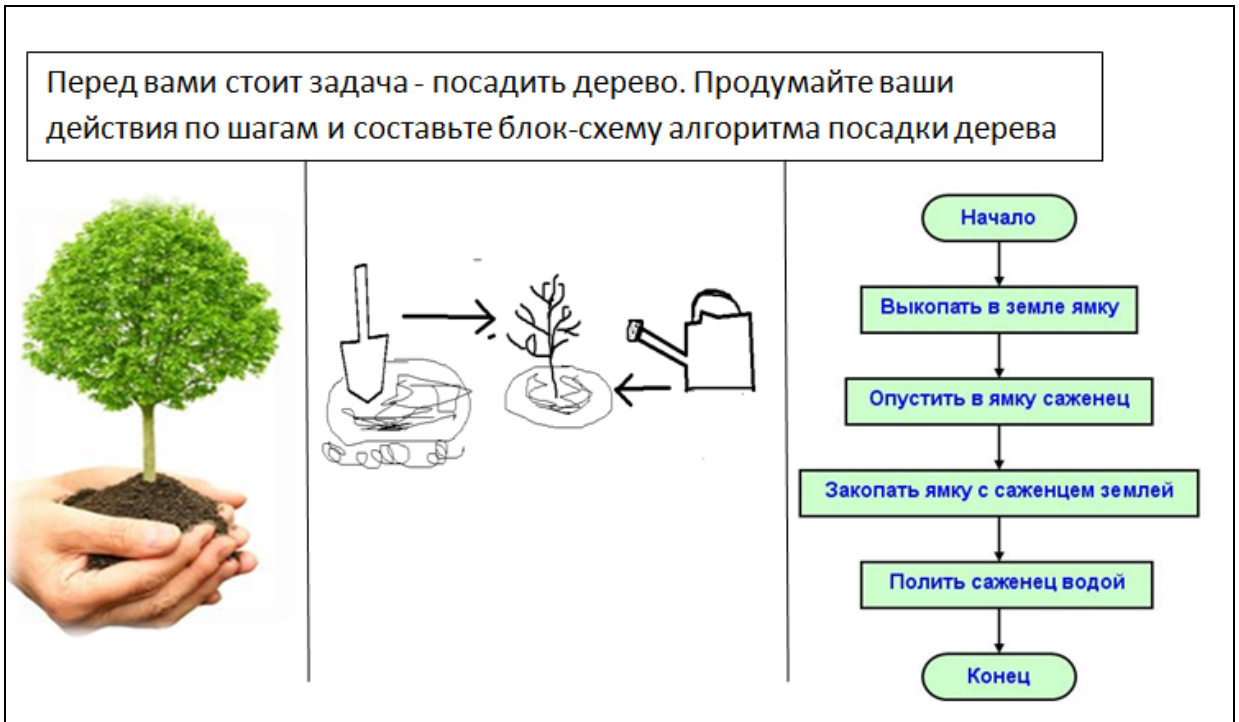 Перед вами стоит задача - посадить дерево. Продумайте ваши
действия по шагам и составьте блок-схему алгоритма посадки дерева
Начало
Выкопать в земле ямку
Опустить в ямку саженец
Закопать ямку с саженцем землей
Полить саженец водой
Конец